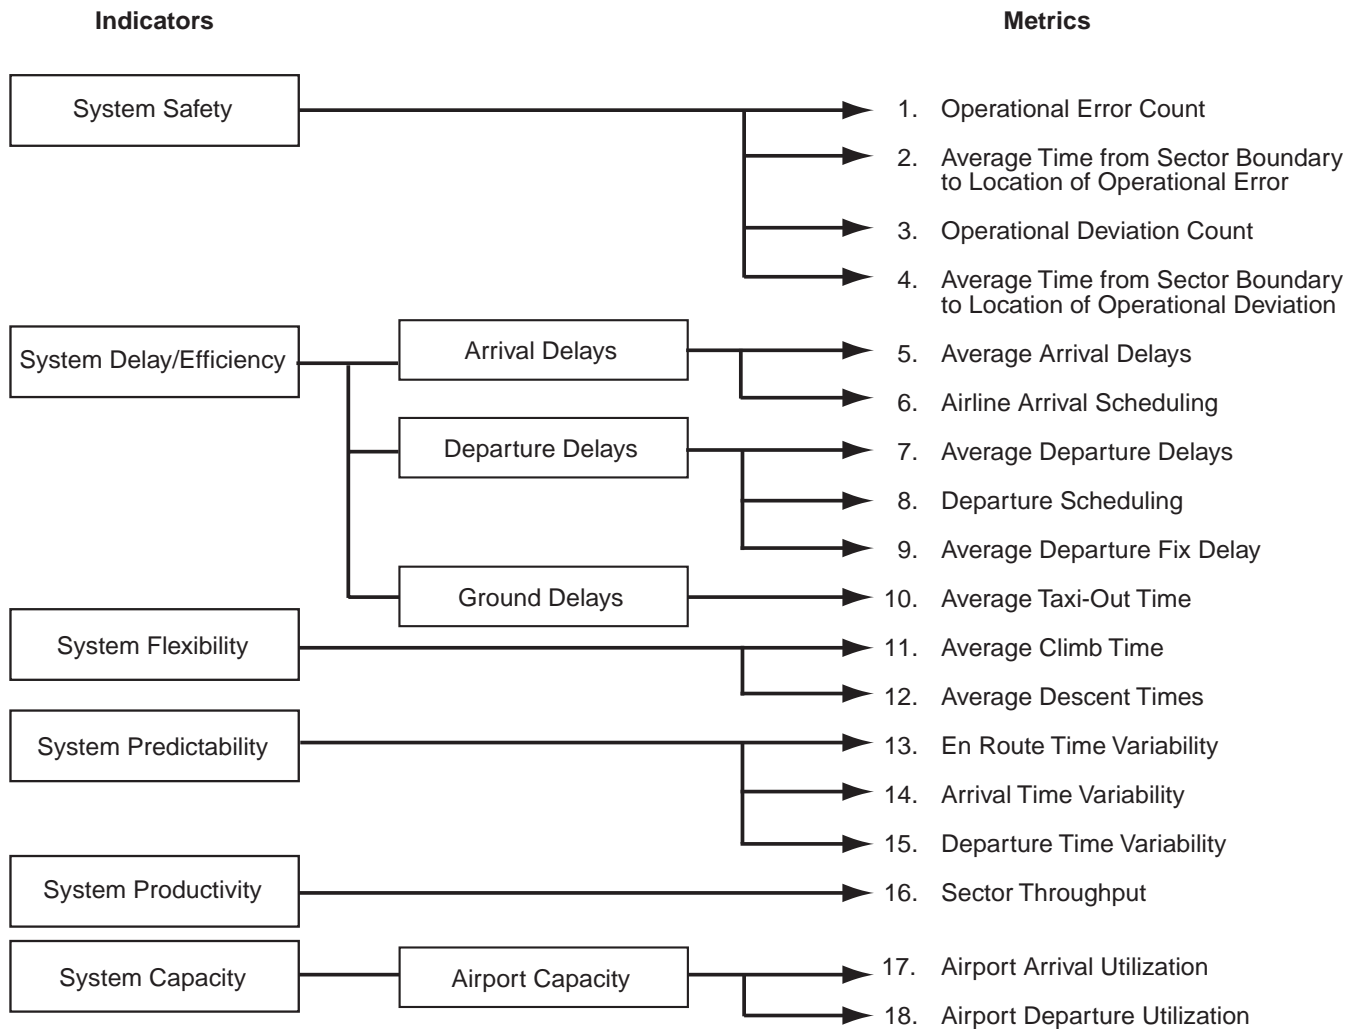 Indicators
Metrics
System Safety
1. Operational Error Count
2. Average Time from Sector Boundary
to Location of Operational Error
3. Operational Deviation Count
4. Average Time from Sector Boundary
to Location of Operational Deviation
System Delay/Efficiency
Arrival Delays
5. Average Arrival Delays
6. Airline Arrival Scheduling
Departure Delays
7. Average Departure Delays
8. Departure Scheduling
9. Average Departure Fix Delay
Ground Delays
10. Average Taxi-Out Time
System Flexibility
11. Average Climb Time
12. Average Descent Times
System Predictability
13. En Route Time Variability
14. Arrival Time Variability
15. Departure Time Variability
System Productivity
16. Sector Throughput
System Capacity
Airport Capacity
17. Airport Arrival Utilization
18. Airport Departure Utilization